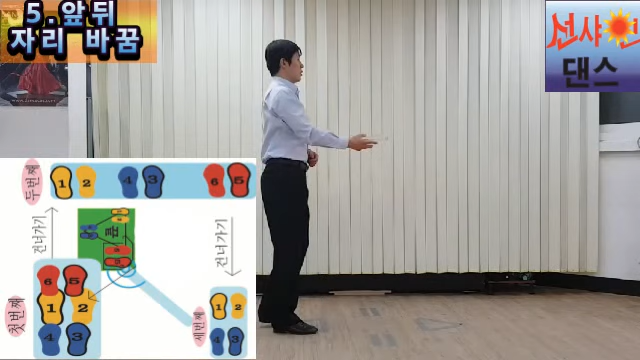 5.앞뒤
자리 바꿈
선샤인
댄스
두번째
1 2 4 3 6 5
건너가기
룸
건너가기
첫번째
6 5
1 2
4 3
세번째
1 2
4 3